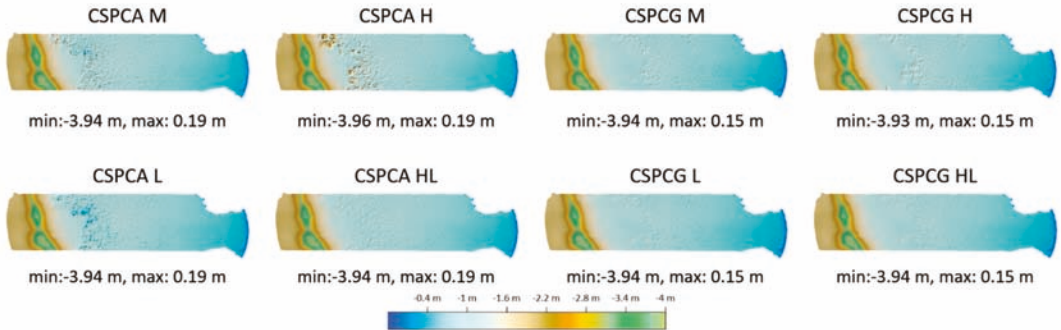 CSPCA M CSPCA H CSPCG M CSPCG H
min:-3.94 m, max: 0.19 m min:-3.96 m, max: 0.19 m min:-3.94 m, max: 0.15 m min:-3.93 m, max: 0.15 m
CSPCA L CSPCA HL CSPCG L CSPCG HL
min:-3.94 m, max: 0.19 m min:-3.94 m, max: 0.19 m min:-3.94 m, max: 0.15 m min:-3.94 m, max: 0.15 m
-0.4 m -1 m -1.6 m -2.2 m -2.8 m -3.4 m -4 m